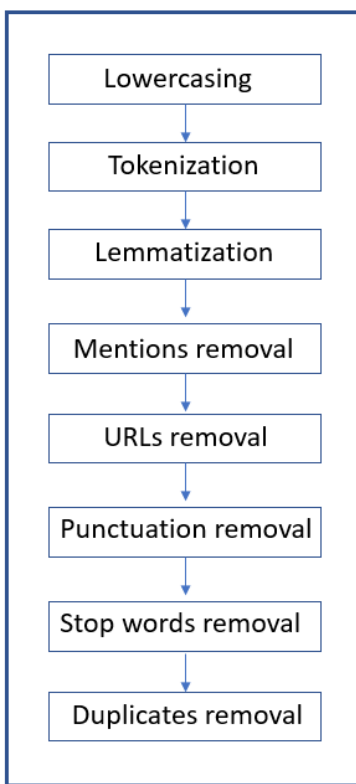 Lowercasing
Tokenization
Lemmatization
Mentions removal
URLs removal
Punctuation removal
Stop words removal
Duplicates removal